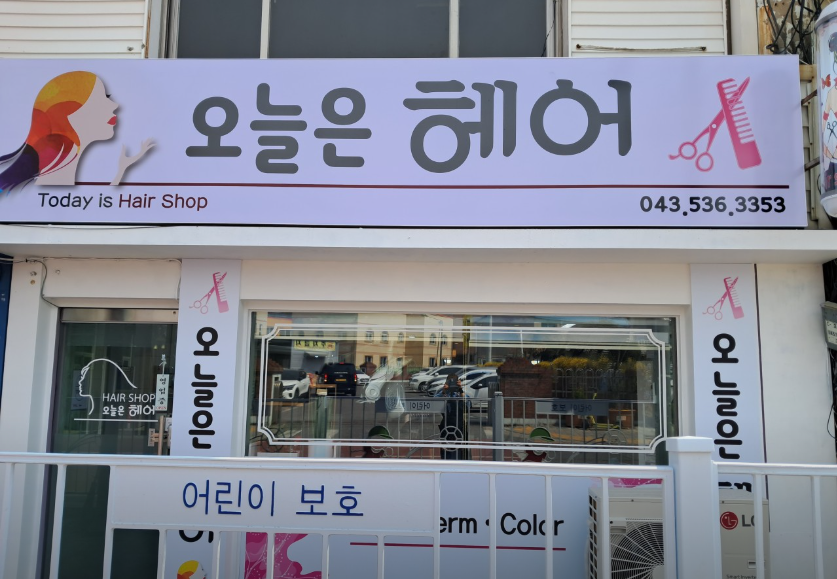 오늘은 헤어
Today is Hair Shop
043.536.3353
HAIR SHOP
오늘은 헤어
오늘은
오늘은
어린이 보호
Color
LG